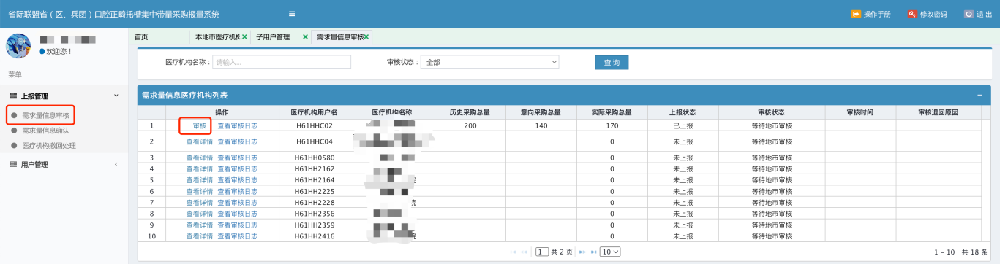 省际联盟省（区、兵团）口腔正畸托槽集中带量采购报量系统 操作手册 修改密码 退出
欢迎您！
菜单
上报管理
需求量信息审核
需求量信息确认
医疗机构撤回处理
用户管理
首页 本地市医疗机构 子用户管理 需求量信息审核
医疗机构名称： 请输入... 审核状态： 全部 查询
需求量信息医疗机构列表
操作 医疗机构用户名 医疗机构名称 历史采购总量 意向采购总量 实际采购总量 上报状态 审核状态 审核时间 审核退回原因
1 审核 查看审核日志 H61HHC02 200 140 170 已上报 等待地市审核
2 查看详情 查看审核日志 H61HHC04 0 未上报 等待地市审核
3 查看详情 查看审核日志 H61HH0580 0 未上报 等待地市审核
4 查看详情 查看审核日志 H61HH2162 0 未上报 等待地市审核
5 查看详情 查看审核日志 H61HH2164 0 未上报 等待地市审核
6 查看详情 查看审核日志 H61HH2225 0 未上报 等待地市审核
7 查看详情 查看审核日志 H61HH2228 院 0 未上报 等待地市审核
8 查看详情 查看审核日志 H61HH2356 0 未上报 等待地市审核
9 查看详情 查看审核日志 H61HH2359 0 未上报 等待地市审核
10 查看详情 查看审核日志 H61HH2416 院 0 未上报 等待地市审核
1 共 2 页 10 1 - 10 共 18 条